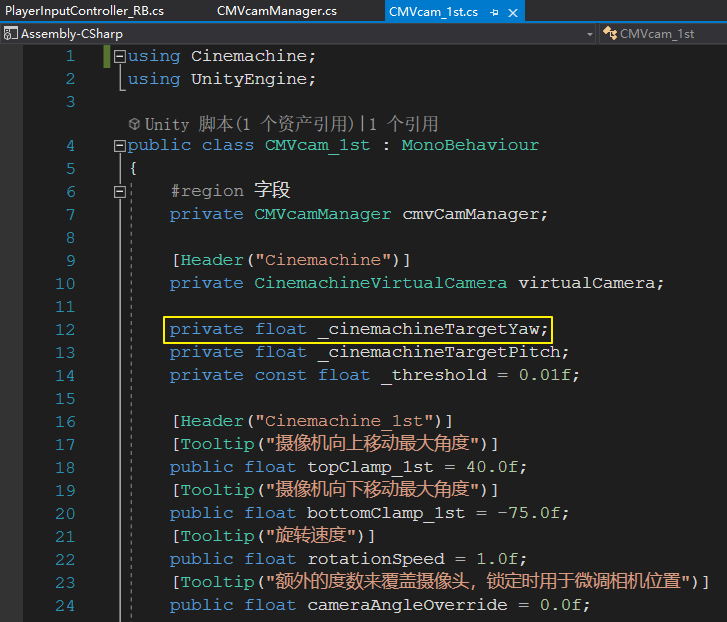 PlayerInputController_RB.cs CMVcamManager.cs CMVcam_1st.cs
Assembly-CSharp CMVcam_1st
1 using Cinemachine;
2 using UnityEngine;
3
Unity 脚本(1 个资产引用)|1 个引用
4 public class CMVcam_1st : MonoBehaviour
5 {
6 #region 字段
7 private CMVcamManager cmvCamManager;
8
9 [Header("Cinemachine")]
10 private CinemachineVirtualCamera virtualCamera;
11
12 private float _cinemachineTargetYaw;
13 private float _cinemachineTargetPitch;
14 private const float _threshold = 0.01f;
15
16 [Header("Cinemachine_1st")]
17 [Tooltip("摄像机向上移动最大角度")]
18 public float topClamp_1st = 40.0f;
19 [Tooltip("摄像机向下移动最大角度")]
20 public float bottomClamp_1st = -75.0f;
21 [Tooltip("旋转速度")]
22 public float rotationSpeed = 1.0f;
23 [Tooltip("额外的度数来覆盖摄像头，锁定时用于微调相机位置")]
24 public float cameraAngleOverride = 0.0f;